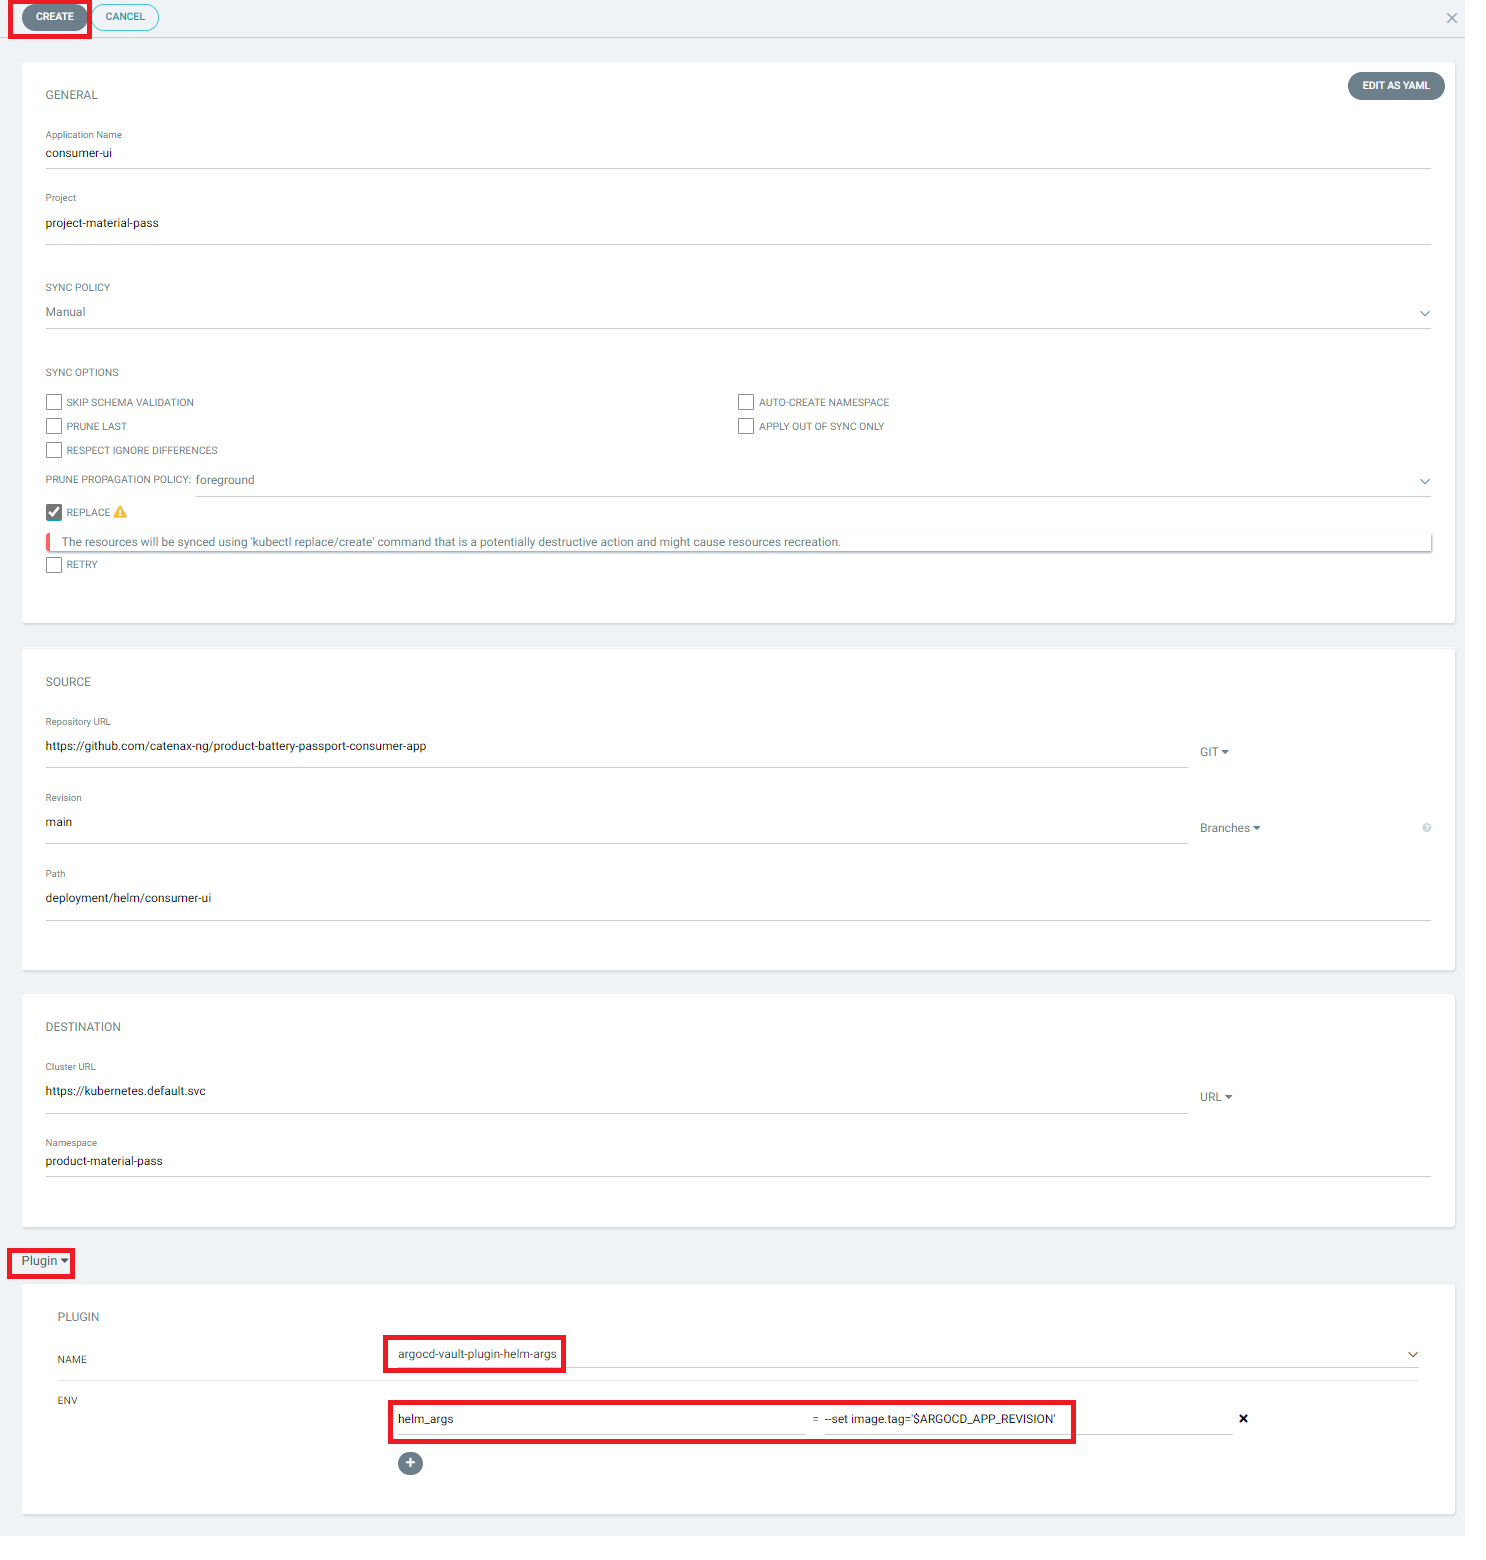 CREATE CANCEL
GENERAL
EDIT AS YAML
Application Name
consumer-ui
Project
project-material-pass
SYNC POLICY
Manual
SYNC OPTIONS
SKIP SCHEMA VALIDATION AUTO-CREATE NAMESPACE
PRUNE LAST APPLY OUT OF SYNC ONLY
RESPECT IGNORE DIFFERENCES
PRUNE PROPAGATION POLICY: foreground
REPLACE
The resources will be synced using 'kubectl replace/create' command that is a potentially destructive action and might cause resources recreation.
RETRY
SOURCE
Repository URL
https://github.com/catenax-ng/product-battery-passport-consumer-app
GIT
Revision
main
Branches
Path
deployment/helm/consumer-ui
DESTINATION
Cluster URL
https://kubernetes.default.svc
URL
Namespace
product-material-pass
Plugin
PLUGIN
NAME argocd-vault-plugin-helm-args
ENV
helm_args = --set image.tag='$ARGOCD_APP_REVISION'